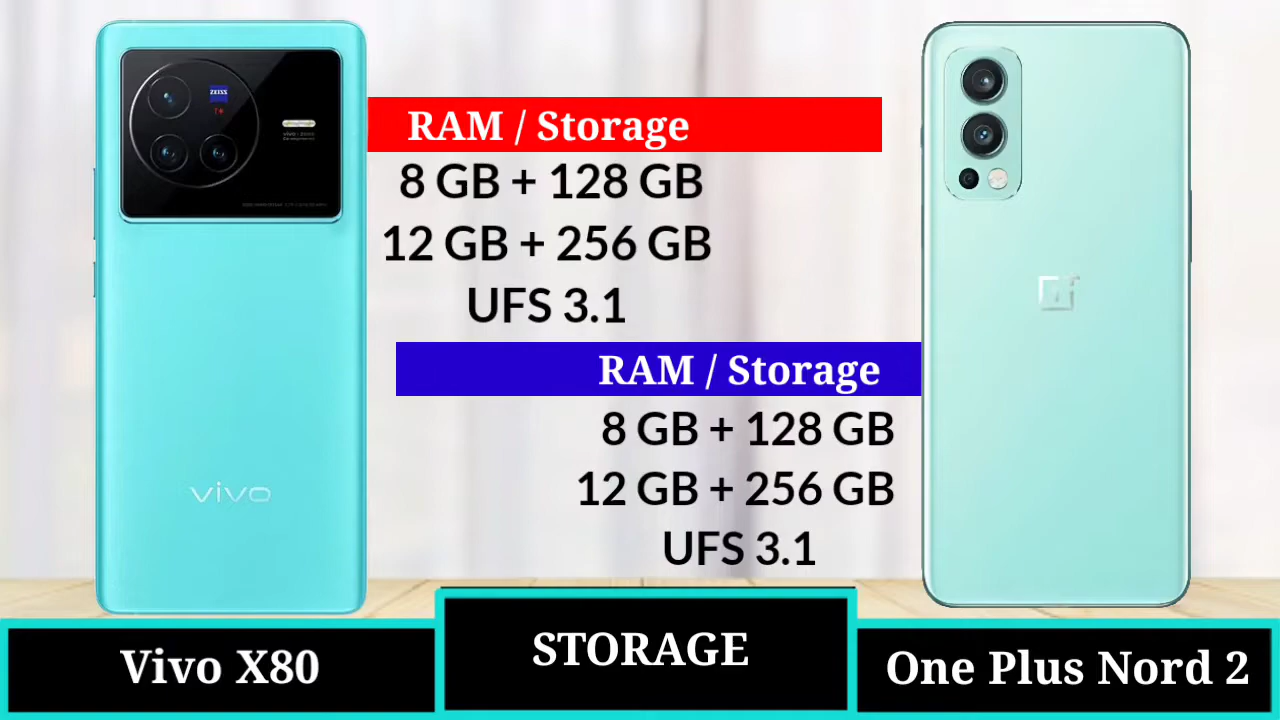 ZEISS
RAM / Storage
8 GB + 128 GB
12 GB + 256 GB
UFS 3.1
RAM / Storage
8 GB + 128 GB
12 GB + 256 GB
UFS 3.1
vivo
Vivo X80
STORAGE
One Plus Nord 2